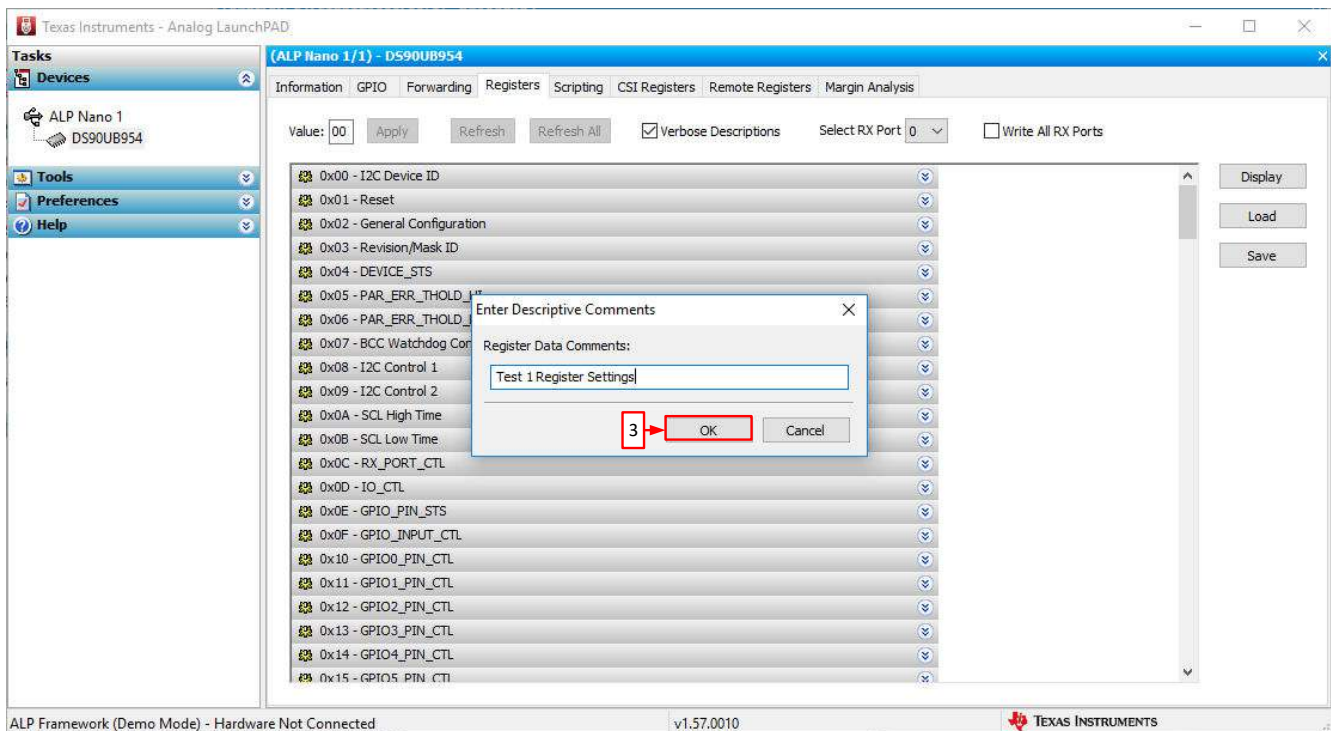 Texas Instruments - Analog LaunchPAD
Tasks
Devices
ALP Nano 1
DS90UB954
Tools
Preferences
Help
(ALP Nano 1/1) - DS90UB954
Information GPIO Forwarding Registers Scripting CSI Registers Remote Registers Margin Analysis
Value: 00 Apply Refresh Refresh All Verbose Descriptions Select RX Port 0 Write All RX Ports
0x00 - I2C Device ID
0x01 - Reset
0x02 - General Configuration
0x03 - Revision/Mask ID
0x04 - DEVICE_STS
0x05 - PAR_ERR_THOLD_HI
0x06 - PAR_ERR_THOLD_
0x07 - BCC Watchdog Con
0x08 - I2C Control 1
0x09 - I2C Control 2
0x0A - SCL High Time
0x0B - SCL Low Time
0x0C - RX_PORT_CTL
0x0D - IO_CTL
0x0E - GPIO_PIN_STS
0x0F - GPIO_INPUT_CTL
0x10 - GPIO0_PIN_CTL
0x11 - GPIO1_PIN_CTL
0x12 - GPIO2_PIN_CTL
0x13 - GPIO3_PIN_CTL
0x14 - GPIO4_PIN_CTL
0x15 - GPIO5_PIN_CTL
Display
Load
Save
Enter Descriptive Comments
Register Data Comments:
Test 1 Register Settings
3 OK Cancel
ALP Framework (Demo Mode) - Hardware Not Connected v1.57.0010 TEXAS INSTRUMENTS